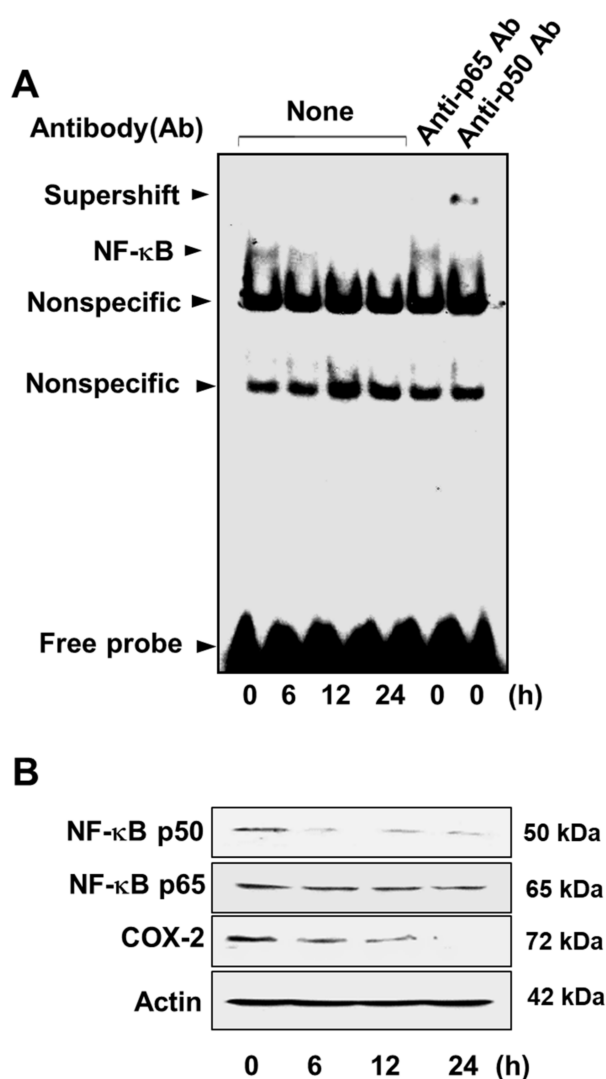 A
Antibody(Ab)
None
Anti-p65 Ab
Anti-p50 Ab
Supershift
NF-κB
Nonspecific
Nonspecific
Free probe
0 6 12 24 0 0 (h)
B
NF-κB p50 50 kDa
NF-κB p65 65 kDa
COX-2 72 kDa
Actin 42 kDa
0 6 12 24 (h)